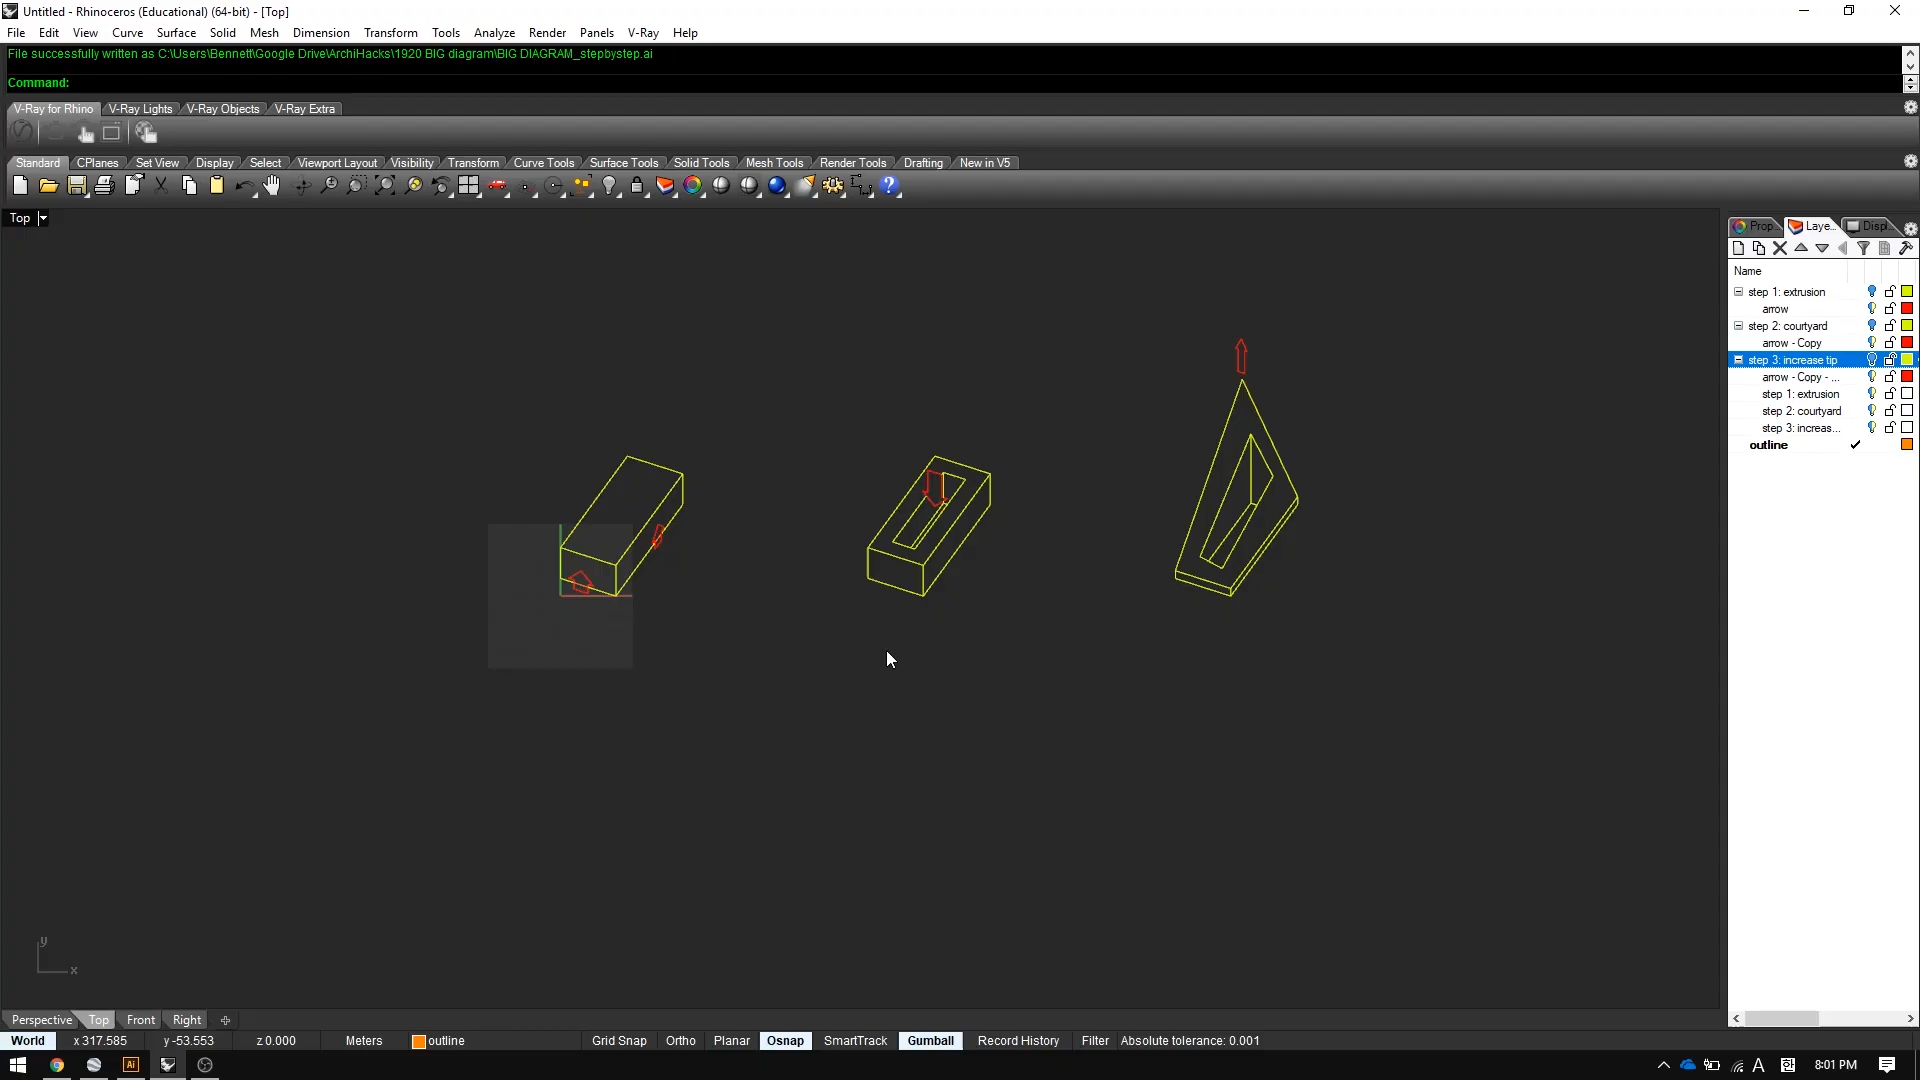 Untitled - Rhinoceros (Educational) (64-bit) - [Top]
File Edit View Curve Surface Solid Mesh Dimension Transform Tools Analyze Render Panels V-Ray Help
File successfully written as C:\Users\Bennett\Google Drive\ArchiHacks\1920 BIG diagram\BIG DIAGRAM_stepbystep.ai
Command:
V-Ray for Rhino V-Ray Lights V-Ray Objects V-Ray Extra
Standard CPlanes Set View Display Select Viewport Layout Visibility Transform Curve Tools Surface Tools Solid Tools Mesh Tools Render Tools Drafting New in V5
Top
Prop... Laye... Displ...
Name
step 1: extrusion
arrow
step 2: courtyard
arrow - Copy
step 3: increase tip
arrow - Copy - ...
step 1: extrusion
step 2: courtyard
step 3: increas...
outline
y
x
Perspective Top Front Right
World x 317.585 y -53.553 z 0.000 Meters outline Grid Snap Ortho Planar Osnap SmartTrack Gumball Record History Filter Absolute tolerance: 0.001
Ai A 8:01 PM